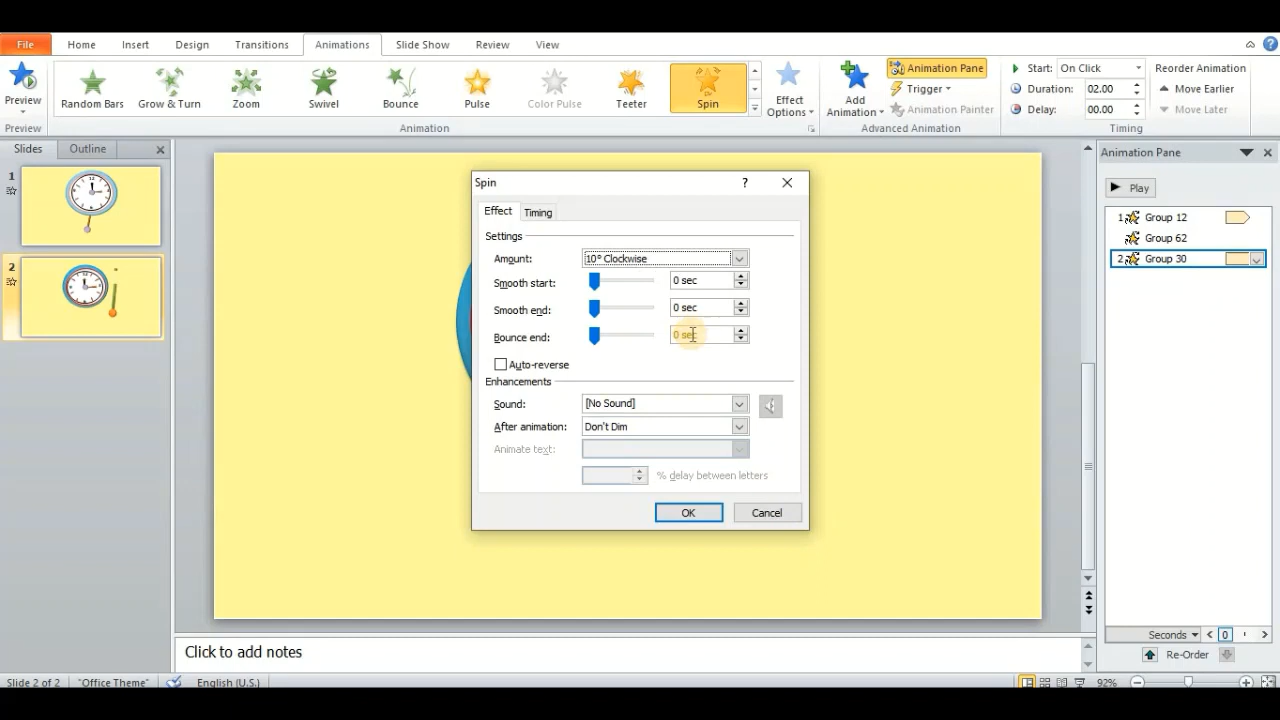 File Home Insert Design Transitions Animations Slide Show Review View
Preview
Random Bars Grow & Turn Zoom Swivel Bounce Pulse Color Pulse Teeter Spin
Effect Options
Add Animation
Animation Pane
Trigger
Animation Painter
Start: On Click
Duration: 02.00
Delay: 00.00
Reorder Animation
Move Earlier
Move Later
Preview Animation Advanced Animation Timing
Slides Outline
1
2
Spin
Effect Timing
Settings
Amount: 10° Clockwise
Smooth start: 0 sec
Smooth end: 0 sec
Bounce end: 0 sec
Auto-reverse
Enhancements
Sound: [No Sound]
After animation: Don't Dim
Animate text:
% delay between letters
OK Cancel
Animation Pane
Play
1 Group 12
Group 62
2 Group 30
Seconds 0
Re-Order
Click to add notes
Slide 2 of 2 "Office Theme" English (U.S.) 92%